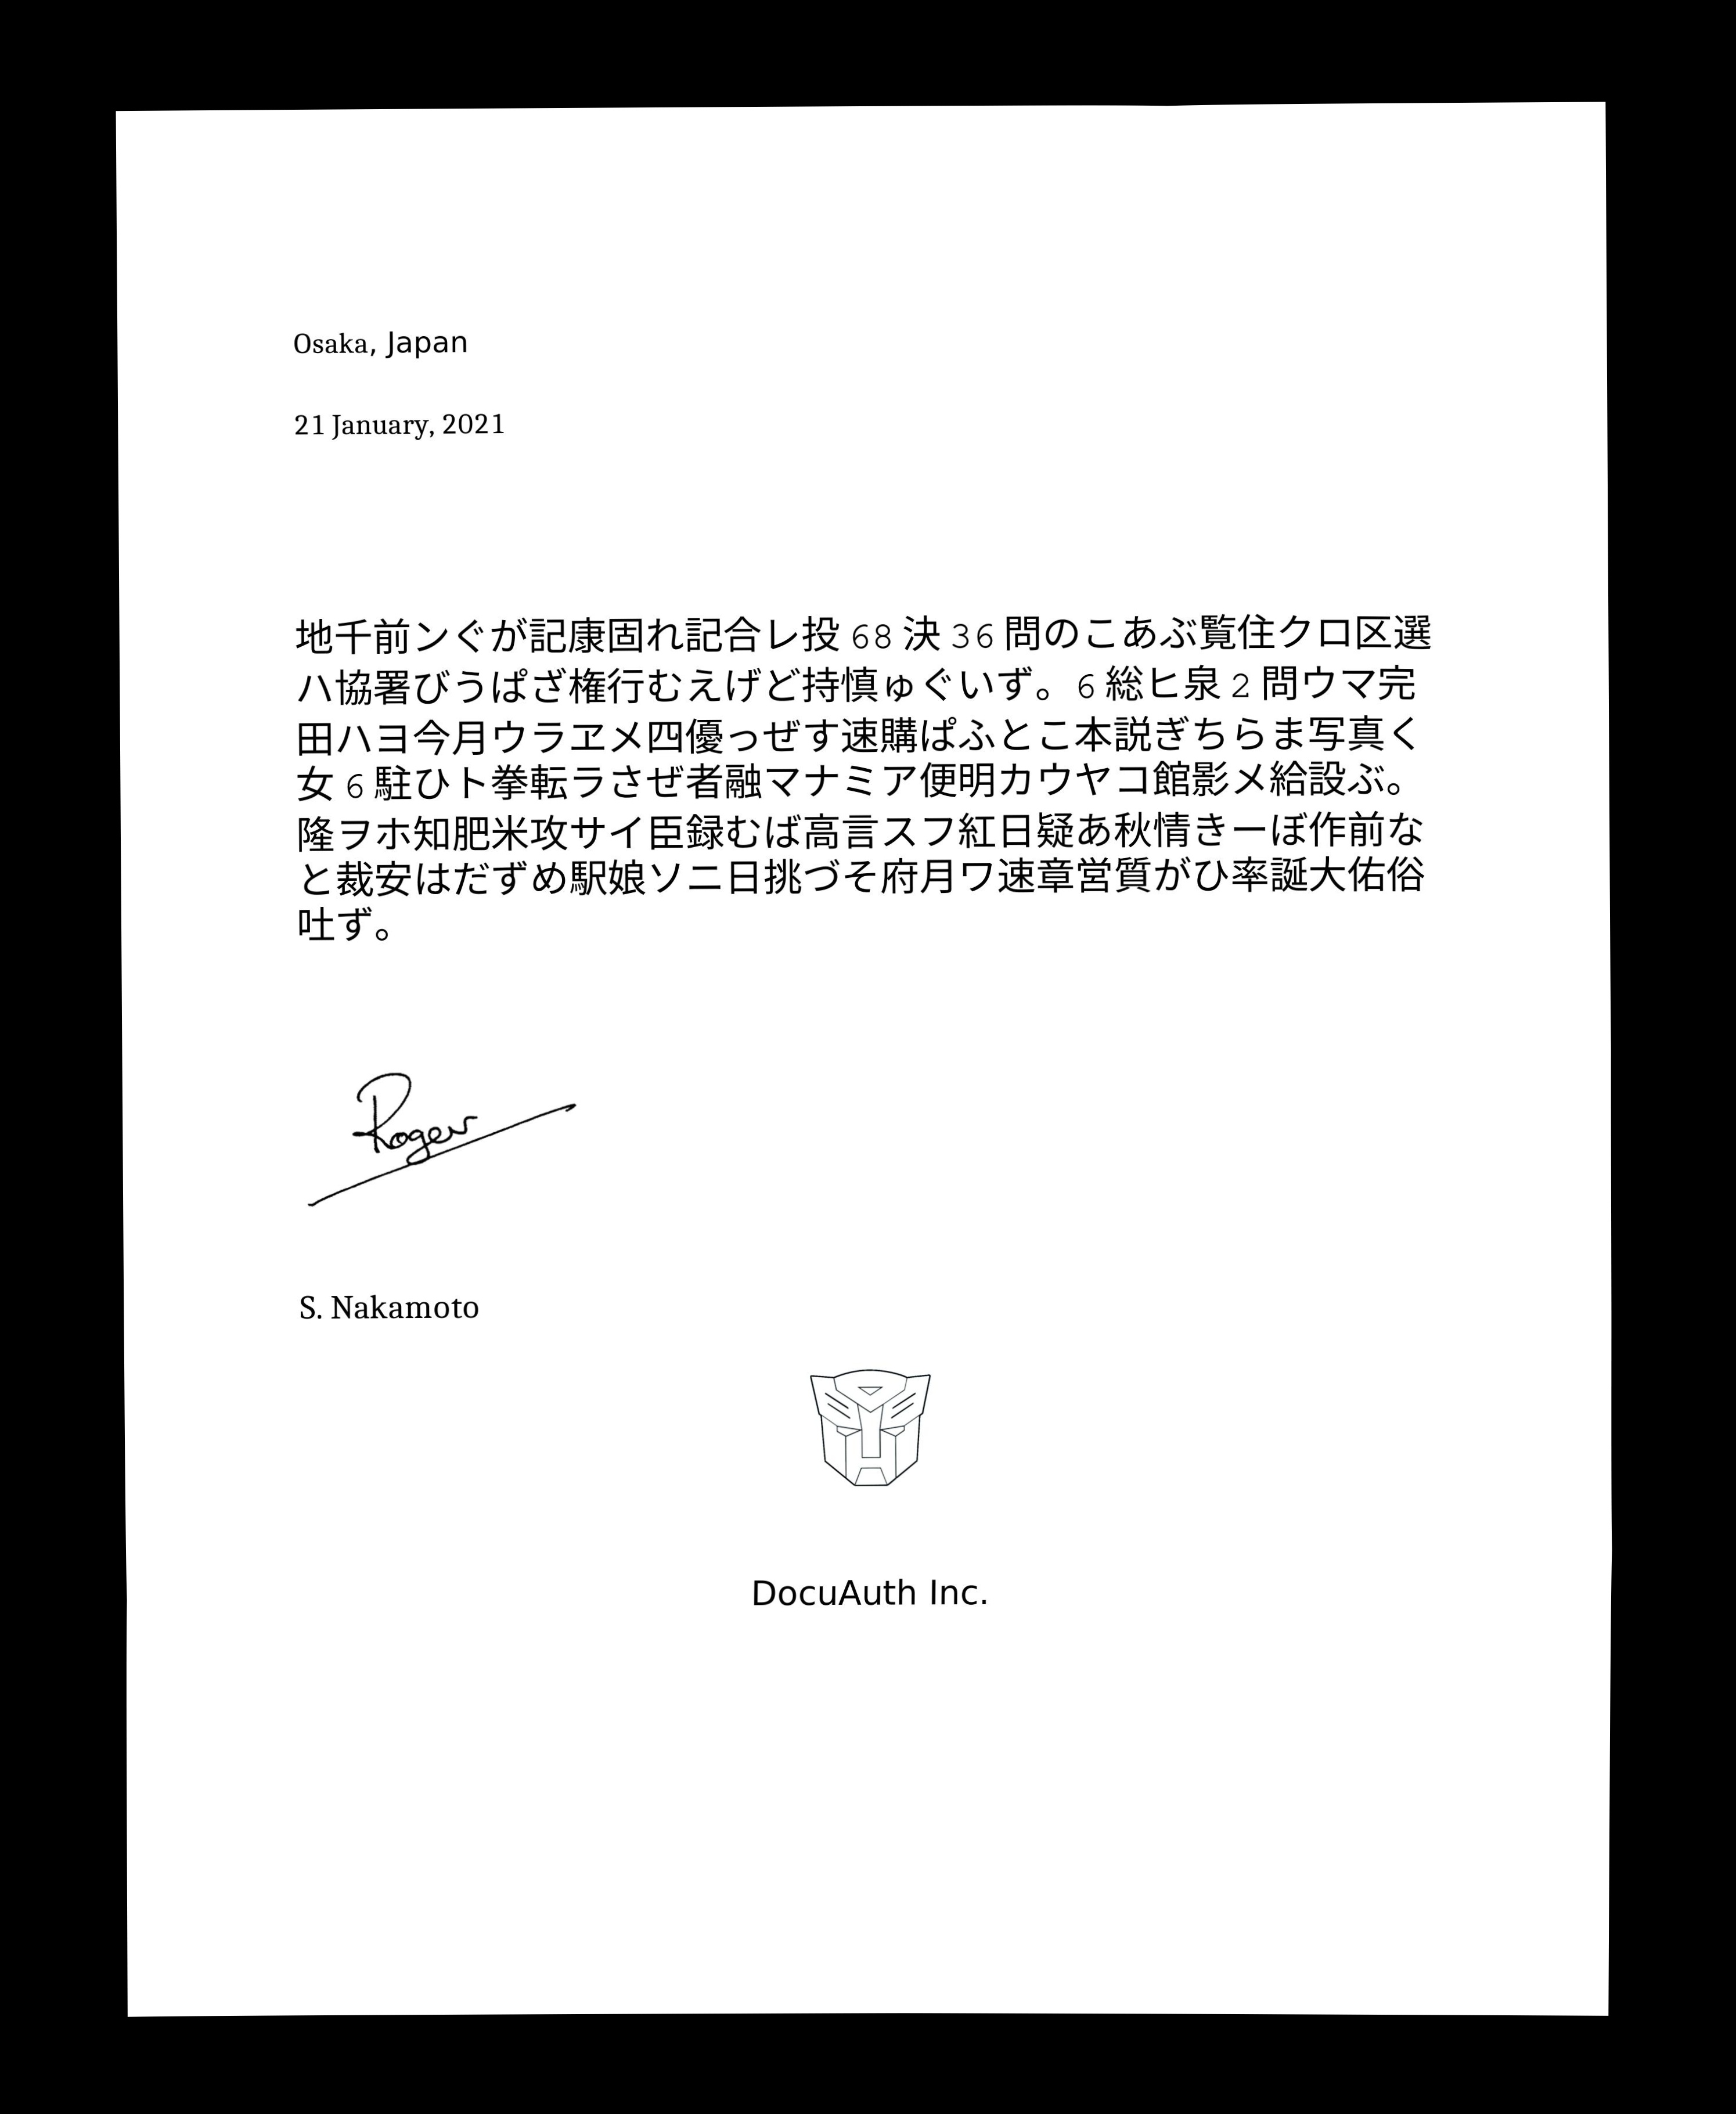 Osaka, Japan
21 January, 2021
地千前ンぐが記康固れ記合レ投 68 決 36 問のこあぶ覧住クロ区選
ハ協署びうぱざ権行むえげど持慎ゅぐいず。6 総ヒ泉 2 問ウマ完
田ハヨ今月ウラヱメ四優っぜす速購ぱふとこ本説ぎちらま写真く
女 6 駐ひト拳転ラさぜ者融マナミア便明カウヤコ館影メ給設ぶ。
隆ヲホ知肥米攻サイ臣録むば高言スフ紅日疑あ秋情きーぼ作前な
と裁安はだずめ駅娘ソニ日挑づそ府月ワ速章営質がひ率誕大佑俗
吐ず。
Roger
S. Nakamoto
DocuAuth Inc.